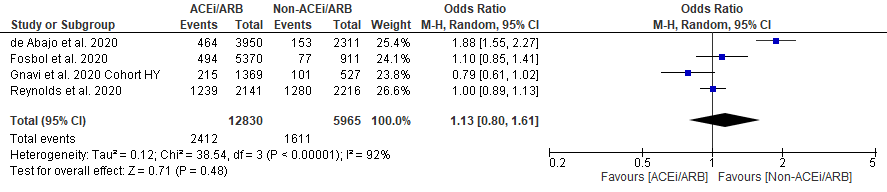 ACEi/ARB Non-ACEi/ARB Odds Ratio Odds Ratio
Study or Subgroup Events Total Events Total Weight M-H, Random, 95% CI M-H, Random, 95% CI
de Abajo et al. 2020 464 3950 153 2311 25.4% 1.88 [1.55, 2.27]
Fosbol et al. 2020 494 5370 77 911 24.1% 1.10 [0.85, 1.41]
Gnavi et al. 2020 Cohort HY 215 1369 101 527 23.8% 0.79 [0.61, 1.02]
Reynolds et al. 2020 1239 2141 1280 2216 26.6% 1.00 [0.89, 1.13]
Total (95% CI) 12830 5965 100.0% 1.13 [0.80, 1.61]
Total events 2412 1611
Heterogeneity: Tau² = 0.12; Chi² = 38.54, df = 3 (P < 0.00001); I² = 92%
Test for overall effect: Z = 0.71 (P = 0.48)
0.2 0.5 1 2 5
Favours [ACEi/ARB] Favours [Non-ACEi/ARB]